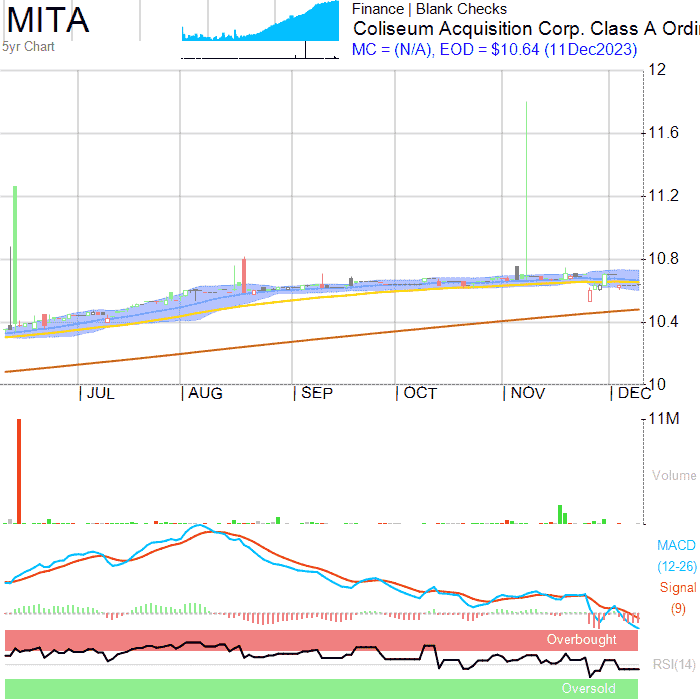 MITA
5yr Chart
Finance | Blank Checks
Coliseum Acquisition Corp. Class A Ordi
MC = (N/A), EOD = $10.64 (11Dec2023)
12
11.6
11.2
10.8
10.4
10
| JUL | AUG | SEP | OCT | NOV | DEC
11M
Volume
MACD
(12-26)
Signal
(9)
Overbought
RSI(14)
Oversold